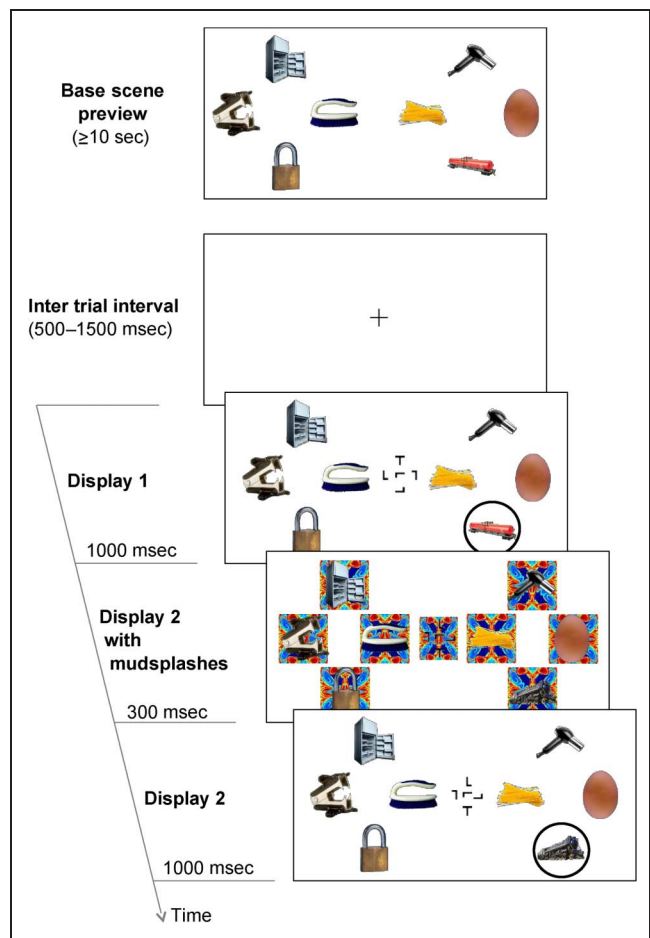 Base scene
preview
(≥10 sec)
Inter trial interval
(500–1500 msec)
Display 1
1000 msec
Display 2
with
mudsplashes
300 msec
Display 2
1000 msec
Time